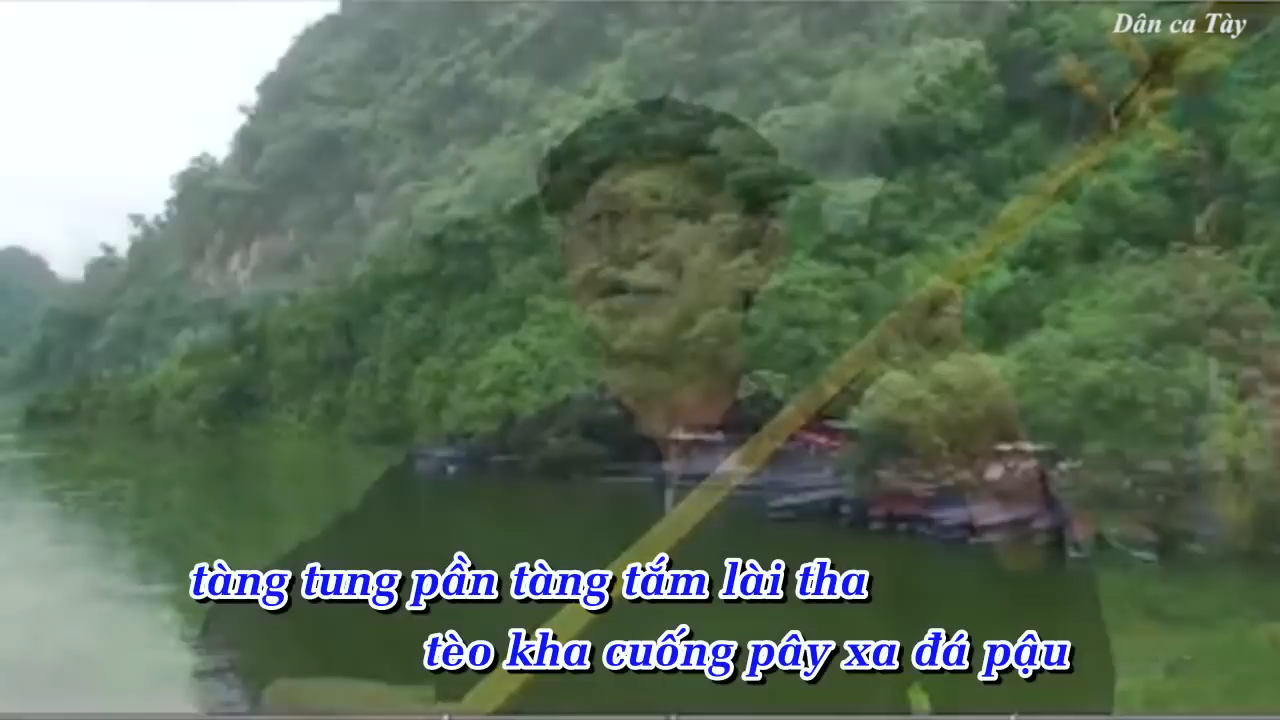 Dân ca Tày
tàng tung pần tàng tắm lài tha
tèo kha cuống pây xa đá pậu